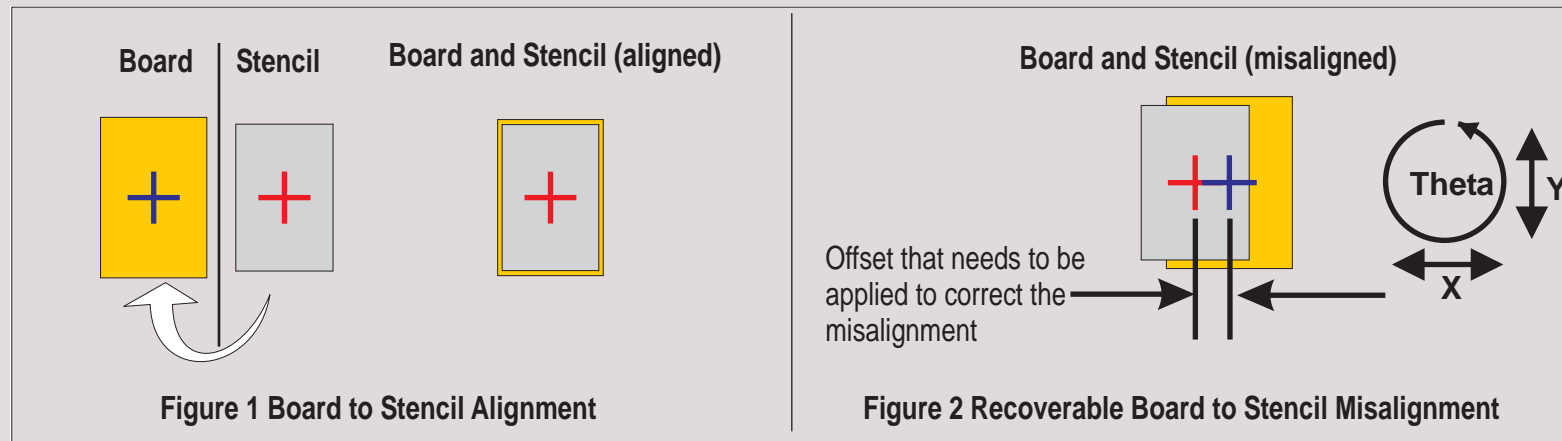 Board
Stencil
Board and Stencil (aligned)
Figure 1 Board to Stencil Alignment
Board and Stencil (misaligned)
Theta
Y
X
Offset that needs to be
applied to correct the
misalignment
Figure 2 Recoverable Board to Stencil Misalignment